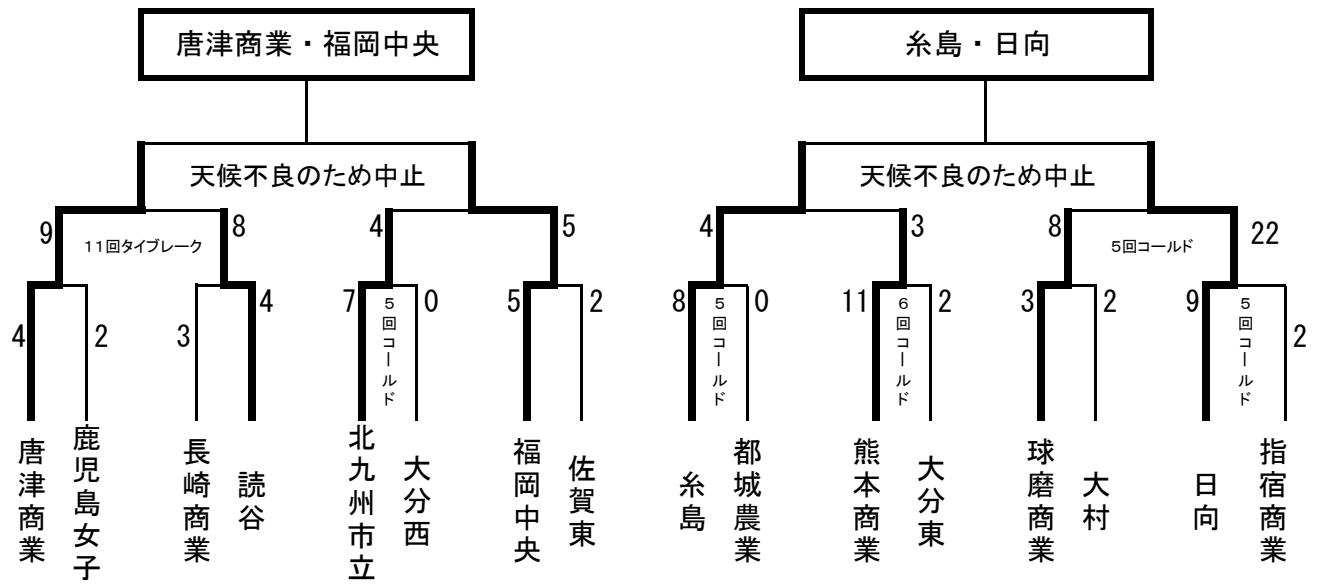 唐津商業・福岡中央
糸島・日向
天候不良のため中止
天候不良のため中止
9
8
4
5
4
3
8
22
11回タイブレーク
5回コールド
4
7
0
5
2
8
0
11
2
3
2
9
5回コールド
5回コールド
6回コールド
5回コールド
4
2
3
2
唐津商業
鹿児島女子
長崎商業
読谷
北九州市立
大分西
福岡中央
佐賀東
糸島
都城農業
熊本商業
大分東
球磨商業
大村
日向
指宿商業